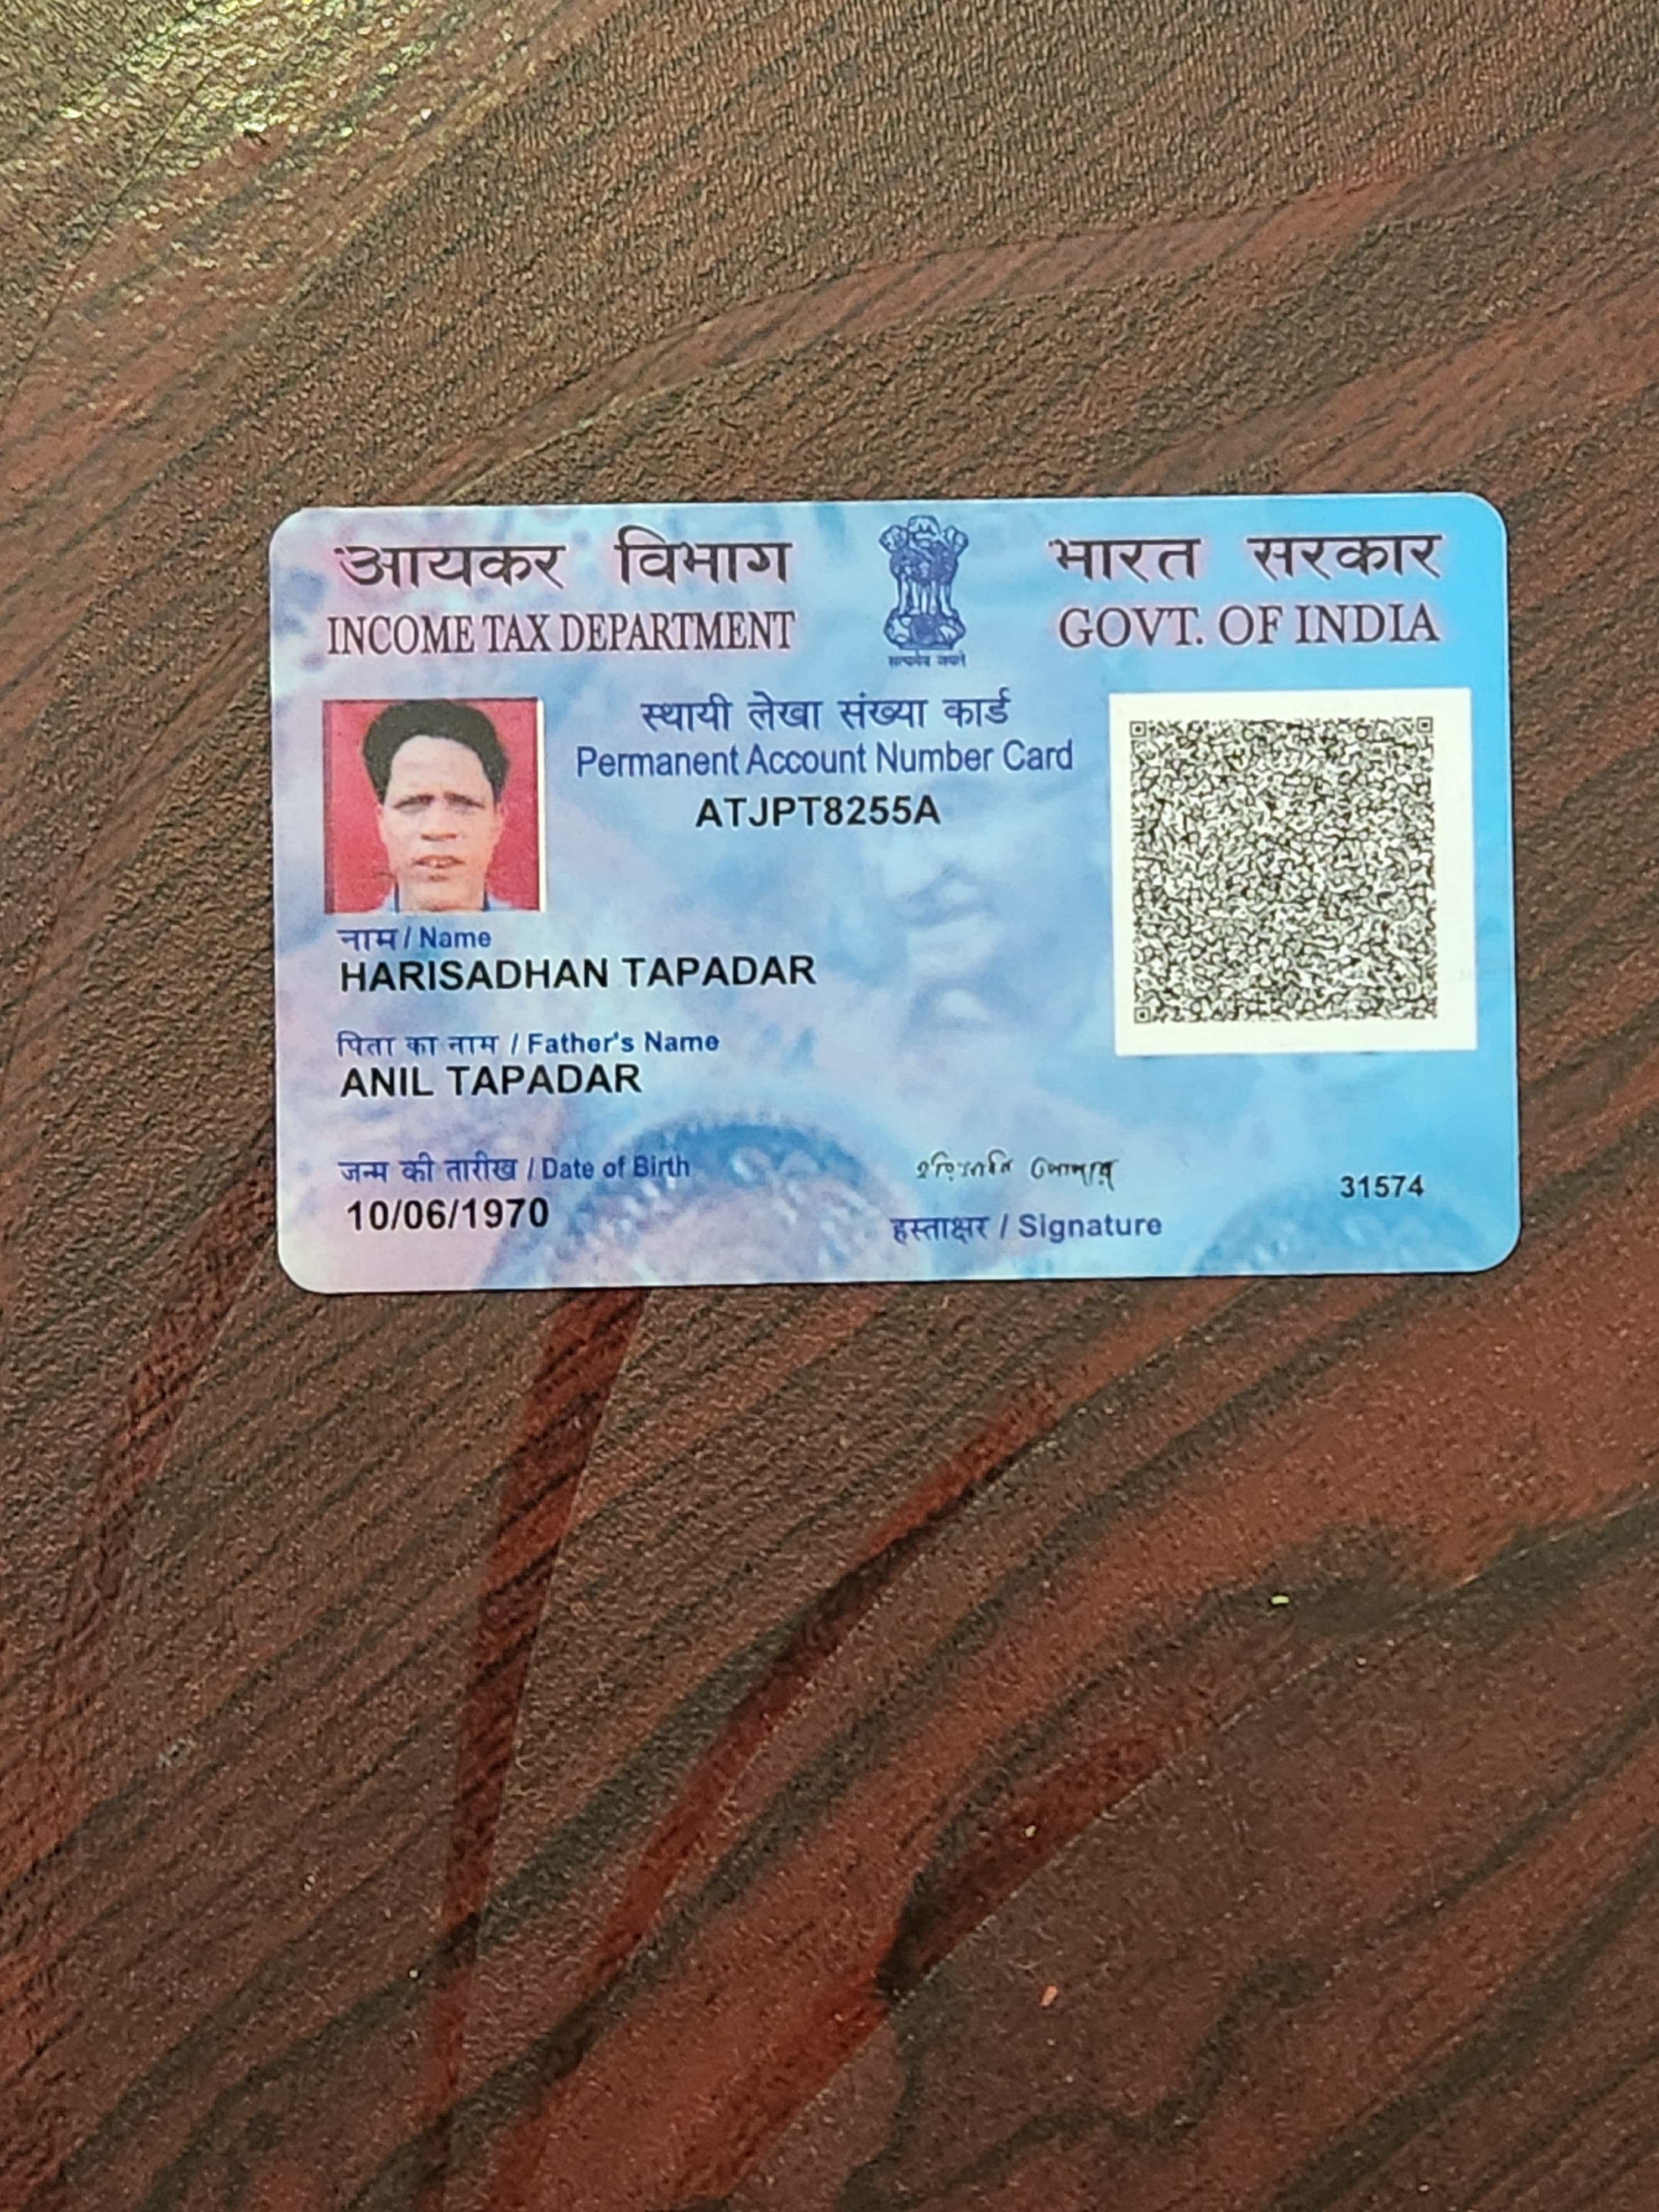 आयकर विभाग
INCOME TAX DEPARTMENT
सत्यमेव जयते
भारत सरकार
GOVT. OF INDIA
स्थायी लेखा संख्या कार्ड
Permanent Account Number Card
ATJPT8255A
नाम / Name
HARISADHAN TAPADAR
पिता का नाम / Father's Name
ANIL TAPADAR
जन्म की तारीख / Date of Birth
10/06/1970
हस्ताक्षर / Signature
31574